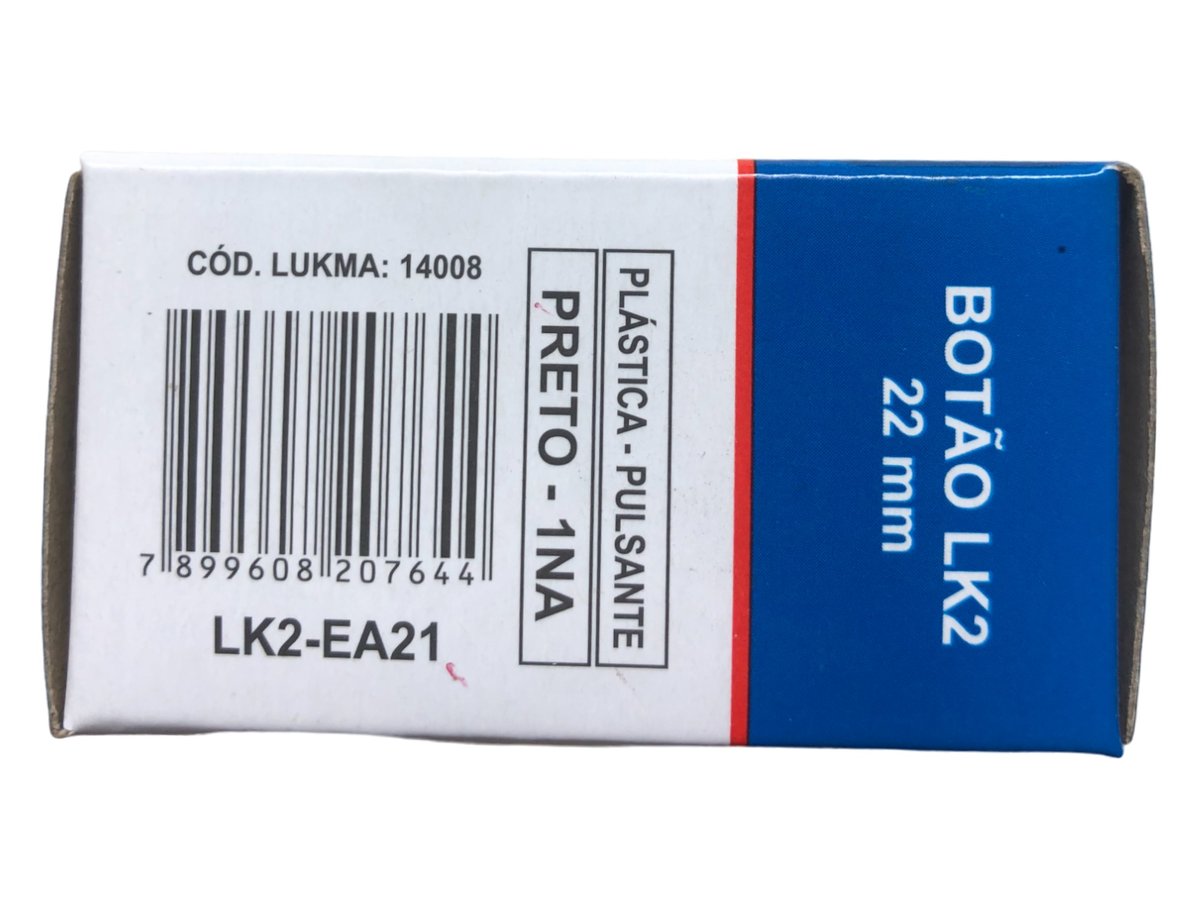 BOTÃO LK2
22 mm
PLÁSTICA - PULSANTE
PRETO - 1NA
CÓD. LUKMA: 14008
7 899608 207644
LK2-EA21